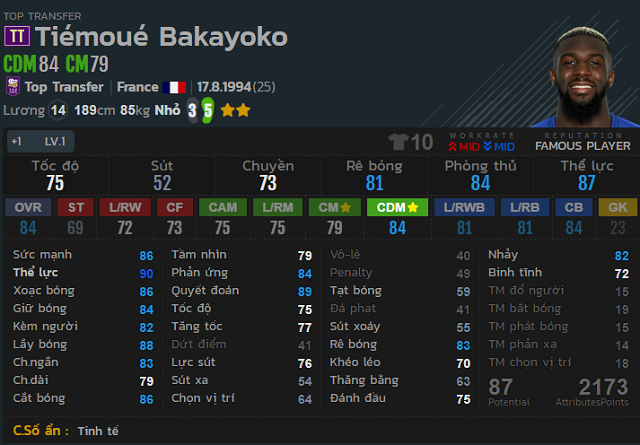 TOP TRANSFER
TT Tiémoué Bakayoko
CDM 84 CM 79
Top Transfer France 17.8.1994(25)
Lương 14 189cm 85kg Nhỏ 3 5
+1 LV.1
10
WORKRATE MID MID
REPUTATION FAMOUS PLAYER
Tốc độ Sút Chuyền Rê bóng Phòng thủ Thể lực
75 52 73 81 84 87
OVR ST L/RW CF CAM L/RM CM CDM L/RWB L/RB CB GK
84 69 72 73 75 75 79 84 81 81 84 23
Sức mạnh 86 Tầm nhìn 79 Vô-lê 40 Nhảy 82
Thể lực 90 Phản ứng 84 Penalty 49 Bình tĩnh 72
Xoạc bóng 86 Quyết đoán 89 Tạt bóng 59 TM đổ người 15
Giữ bóng 84 Tốc độ 75 Đá phạt 41 TM bắt bóng 19
Kèm người 82 Tăng tốc 77 Sút xoáy 55 TM phát bóng 15
Lấy bóng 88 Dứt điểm 41 Rê bóng 83 TM phản xạ 14
Ch.ngắn 83 Lực sút 76 Khéo léo 70 TM chọn vị trí 18
Ch.dài 79 Sút xa 54 Thăng bằng 63
Cắt bóng 86 Chọn vị trí 64 Đánh đầu 75
87 Potential 2173 AttributesPoints
C.Số ẩn : Tinh tế